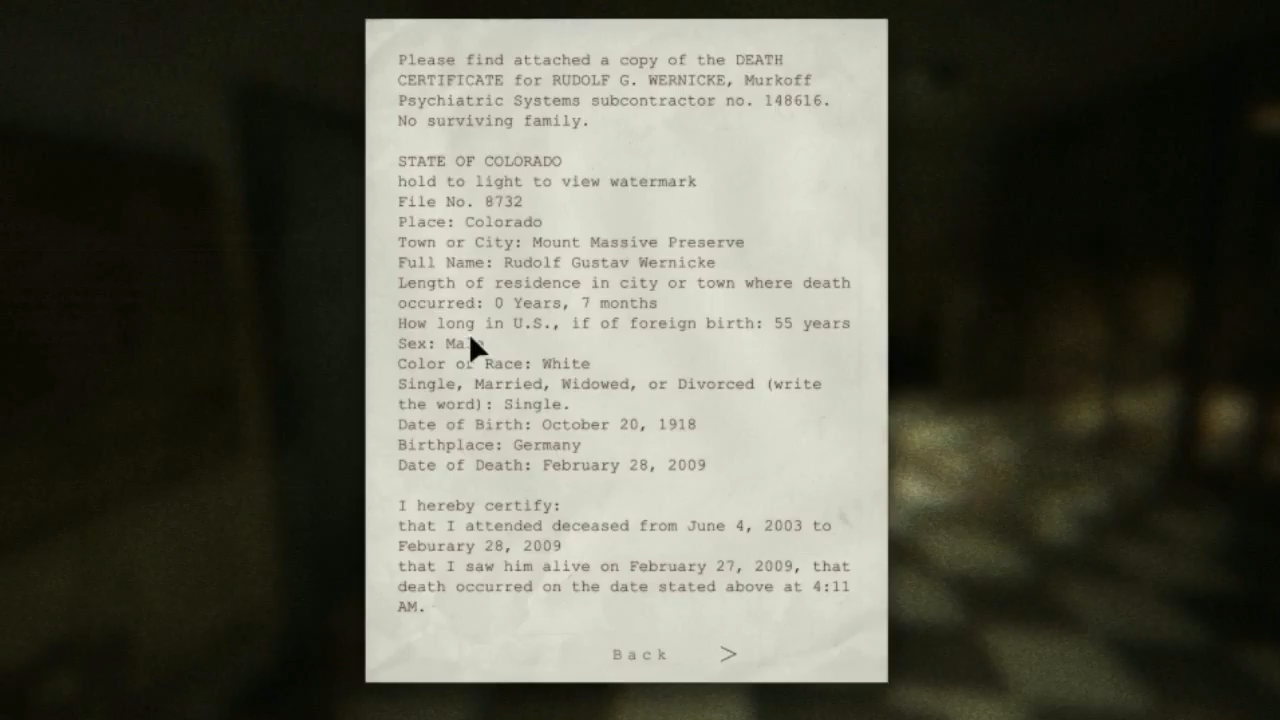 Please find attached a copy of the DEATH
CERTIFICATE for RUDOLF G. WERNICKE, Murkoff
Psychiatric Systems subcontractor no. 148616.
No surviving family.
STATE OF COLORADO
hold to light to view watermark
File No. 8732
Place: Colorado
Town or City: Mount Massive Preserve
Full Name: Rudolf Gustav Wernicke
Length of residence in city or town where death
occurred: 0 Years, 7 months
How long in U.S., if of foreign birth: 55 years
Sex: Male
Color or Race: White
Single, Married, Widowed, or Divorced (write
the word): Single.
Date of Birth: October 20, 1918
Birthplace: Germany
Date of Death: February 28, 2009
I hereby certify:
that I attended deceased from June 4, 2003 to
Feburary 28, 2009
that I saw him alive on February 27, 2009, that
death occurred on the date stated above at 4:11
AM.
Back >